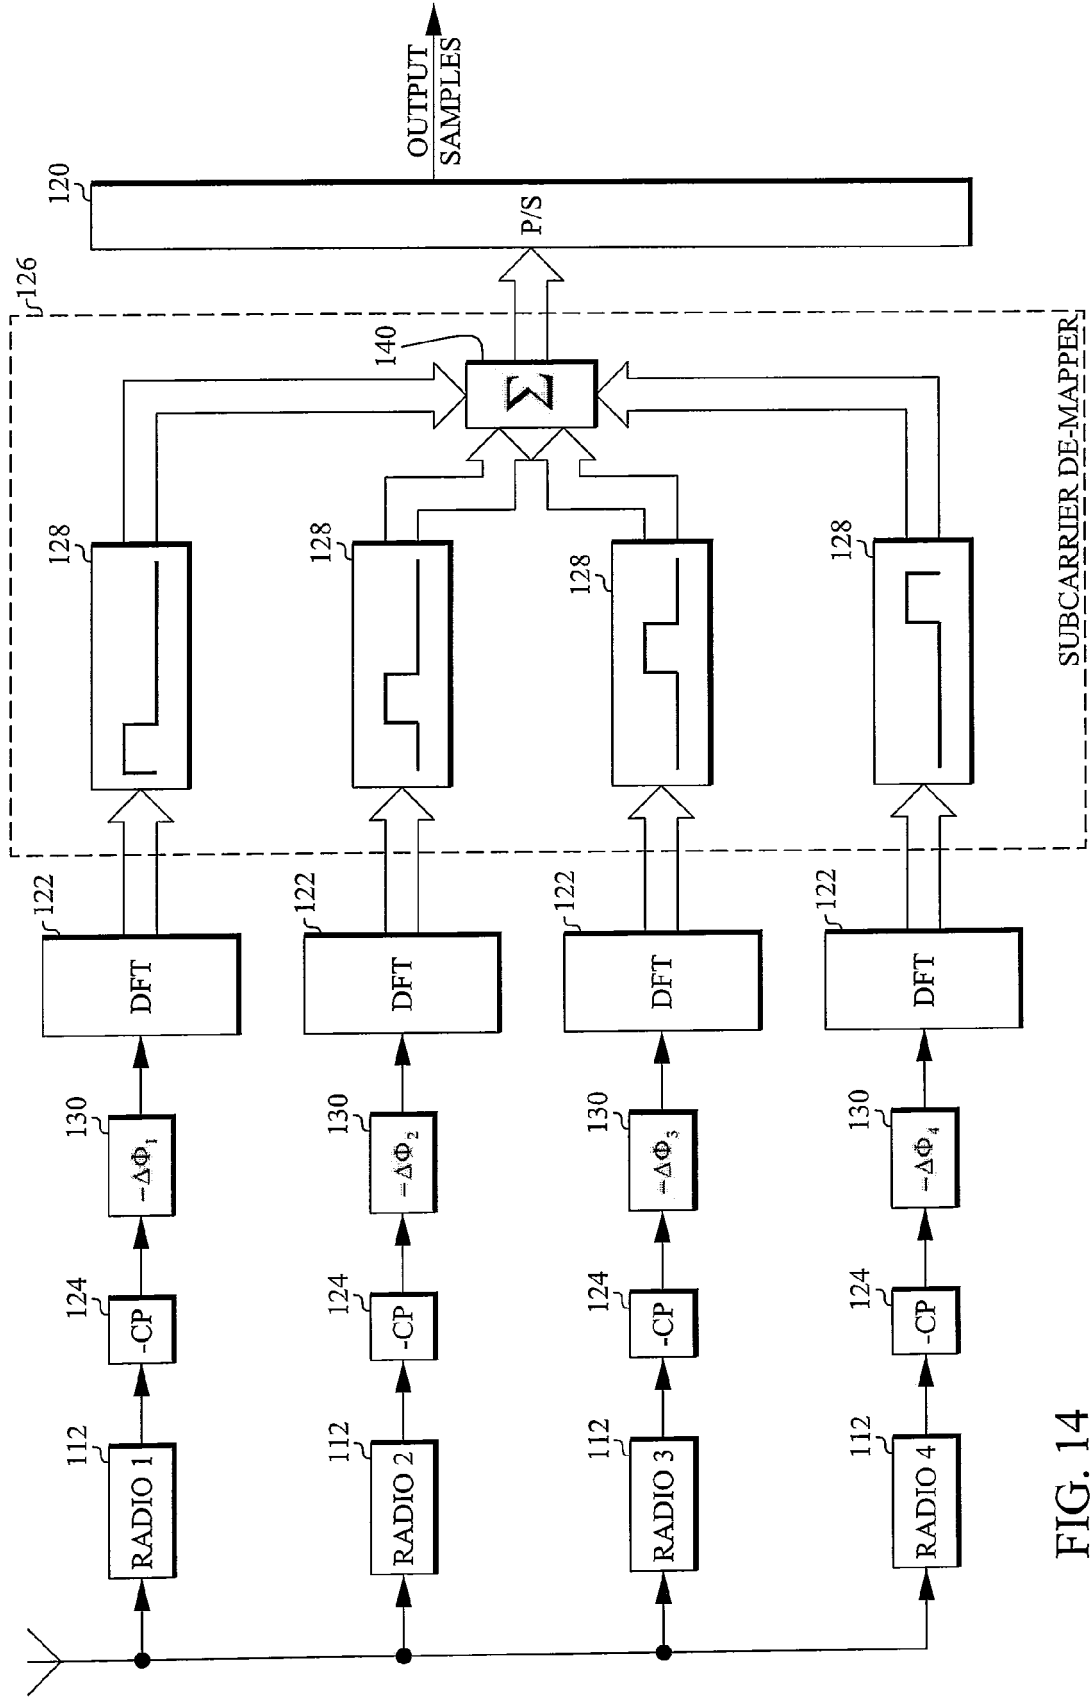 RADIO 1
112
-CP
124
−ΔΦ₁
130
DFT
122
128
RADIO 2
112
-CP
124
−ΔΦ₂
130
DFT
122
128
RADIO 3
112
-CP
124
−ΔΦ₃
130
DFT
122
128
RADIO 4
112
-CP
124
−ΔΦ₄
130
DFT
122
128
140
Σ
126
SUBCARRIER DE-MAPPER
120
P/S
OUTPUT
SAMPLES
FIG. 14